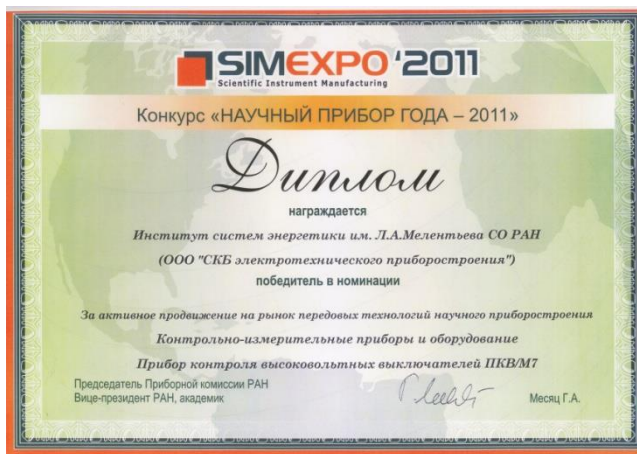 SIMEXPO '2011
Scientific Instrument Manufacturing
Конкурс «НАУЧНЫЙ ПРИБОР ГОДА – 2011»
Диплом
награждается
Институт систем энергетики им. Л.А.Мелентьева СО РАН
(ООО "СКБ электротехнического приборостроения")
победитель в номинации
За активное продвижение на рынок передовых технологий научного приборостроения
Контрольно-измерительные приборы и оборудование
Прибор контроля высоковольтных выключателей ПКВ/М7
Председатель Приборной комиссии РАН
Вице-президент РАН, академик
Месяц Г.А.